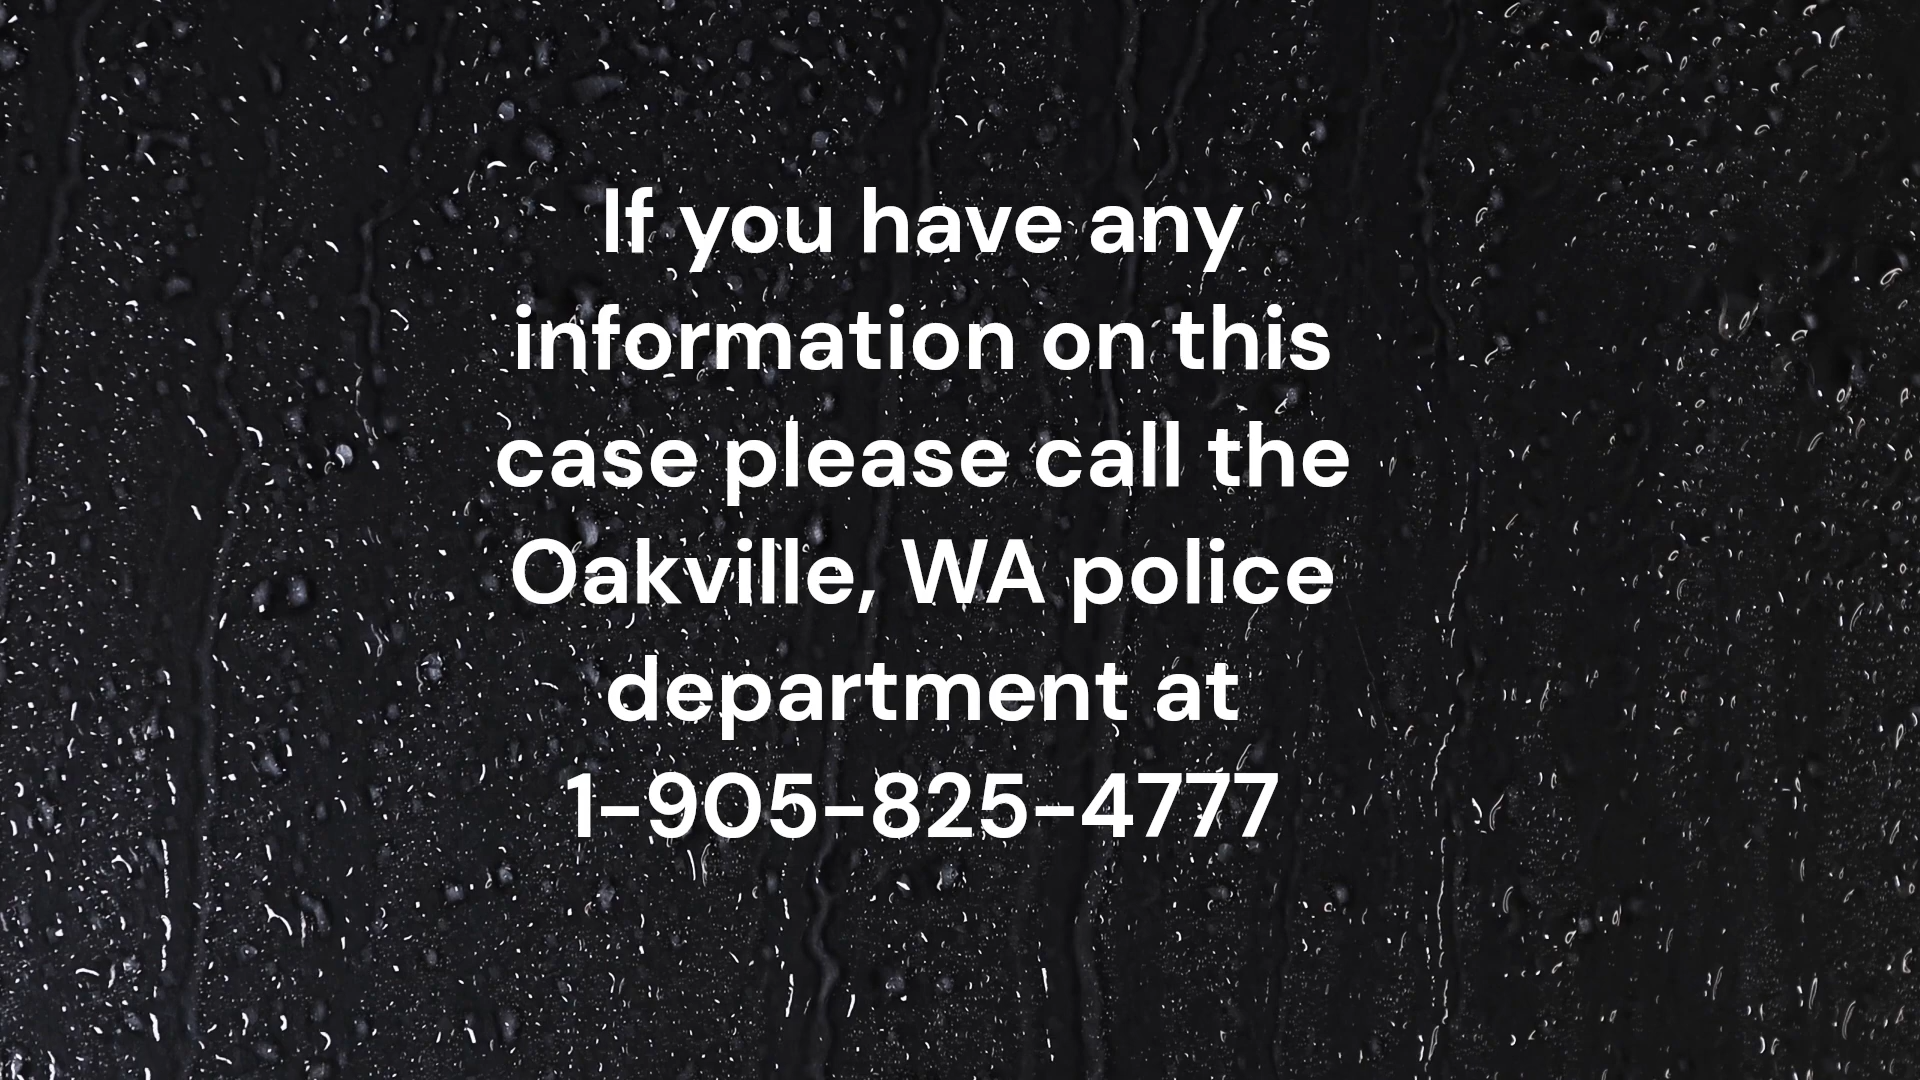 If you have any
information on this
case please call the
Oakville, WA police
department at
1-905-825-4777